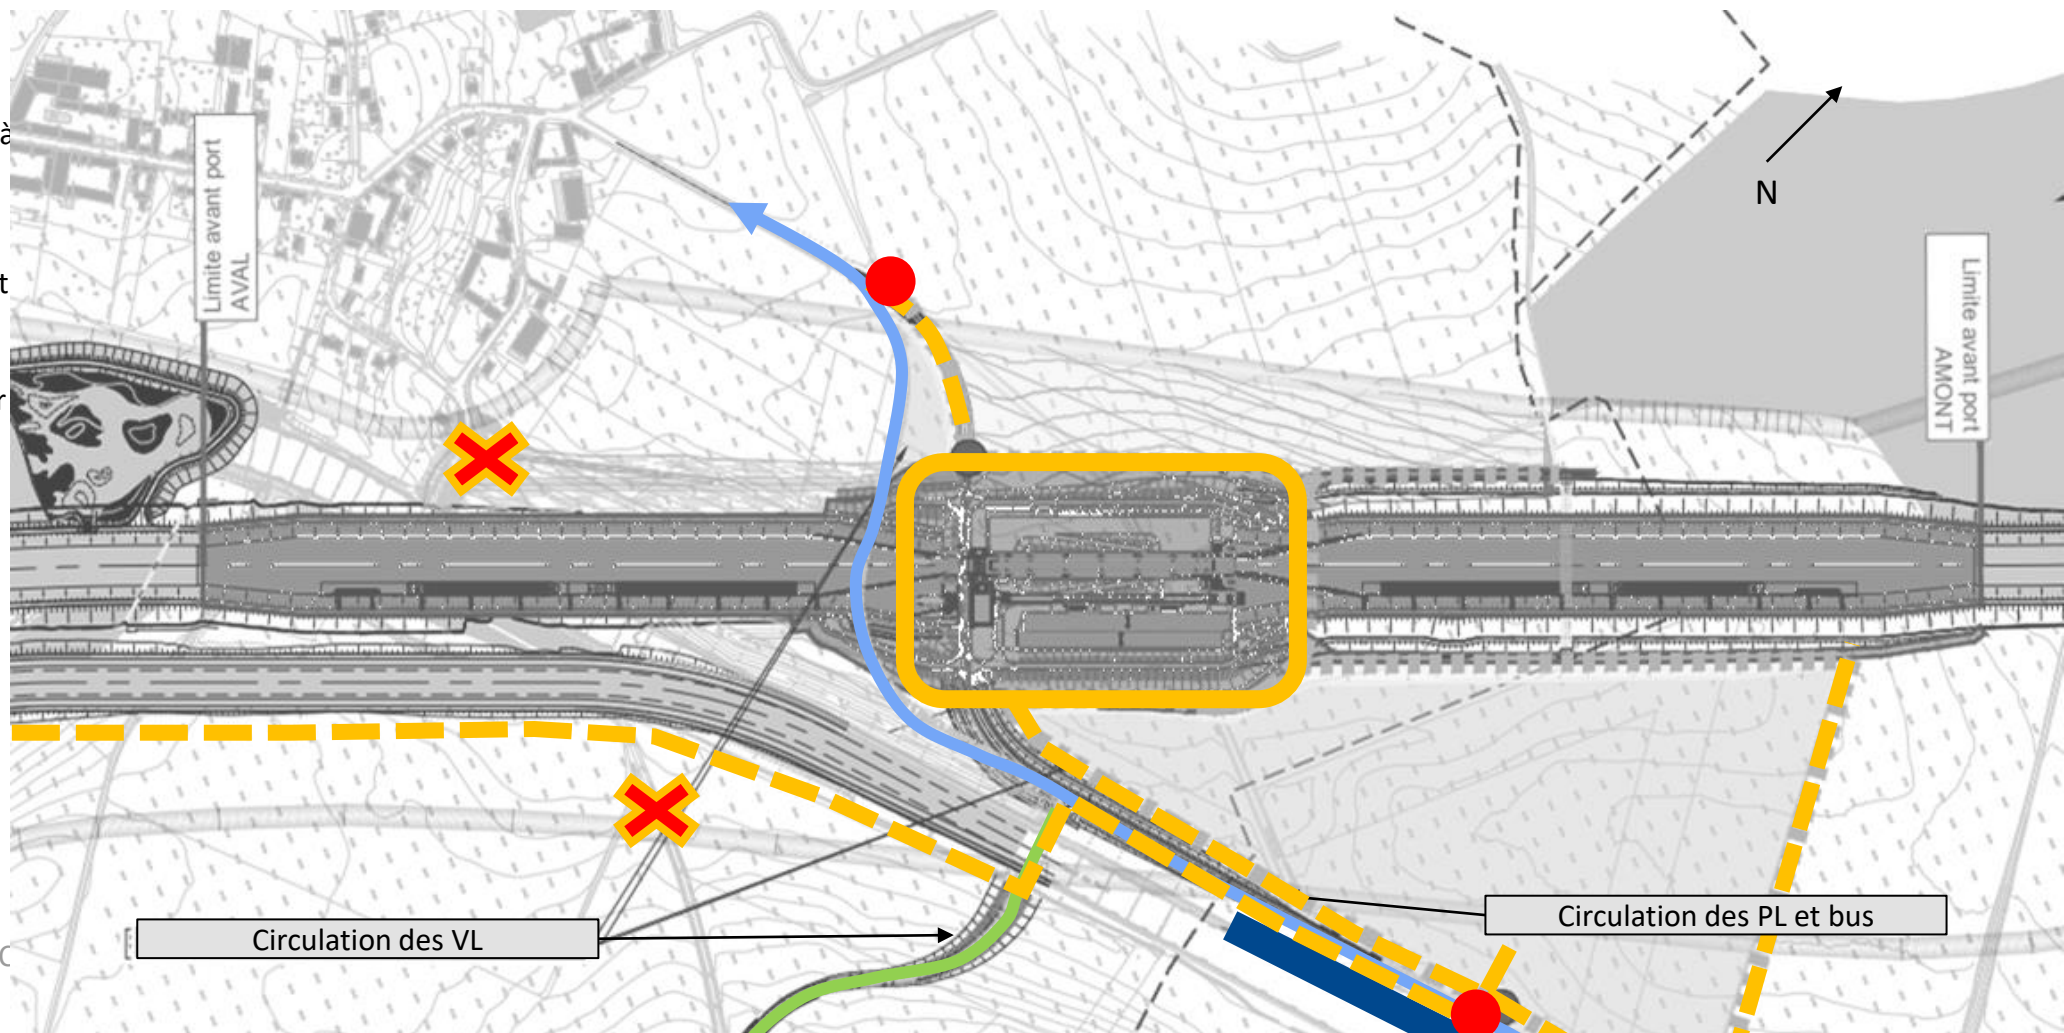 à
t
r
Limite avant port
AVAL
N
Limite avant port
AMONT
Circulation des VL
Circulation des PL et bus